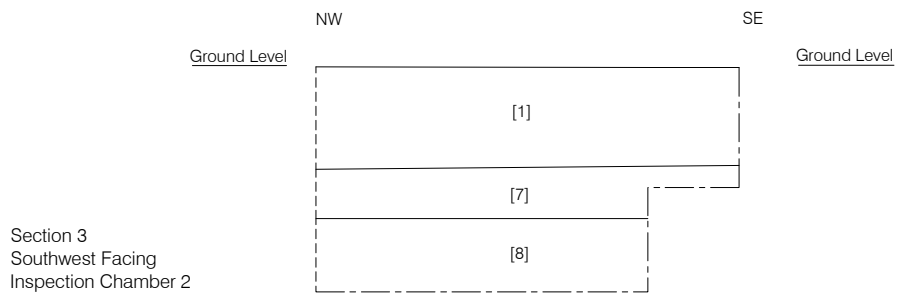 NW
SE
Ground Level
Ground Level
[1]
[7]
[8]
Section 3
Southwest Facing
Inspection Chamber 2